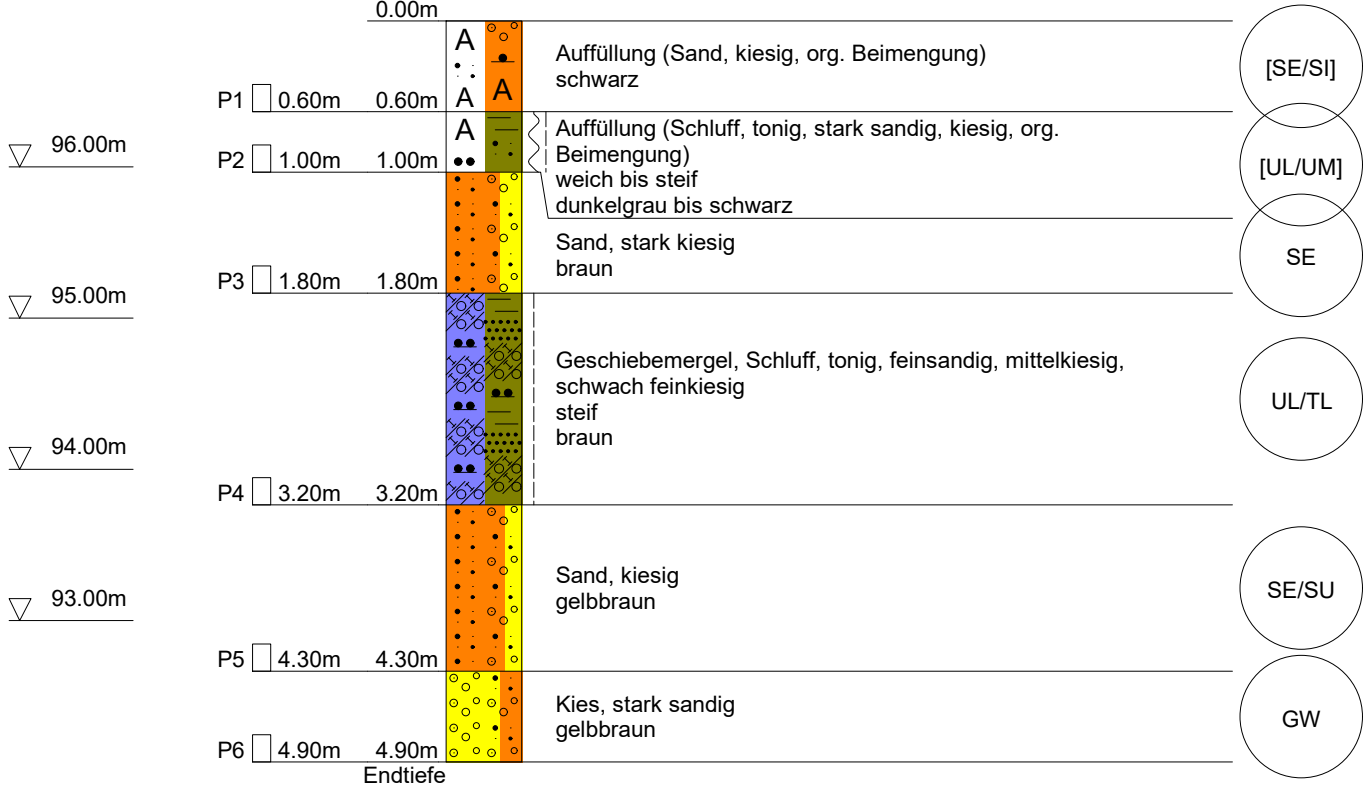 0.00m
A
A
A
Auffüllung (Sand, kiesig, org. Beimengung)
schwarz
[SE/SI]
P1 0.60m 0.60m
A
Auffüllung (Schluff, tonig, stark sandig, kiesig, org.
Beimengung)
weich bis steif
dunkelgrau bis schwarz
[UL/UM]
96.00m
P2 1.00m 1.00m
Sand, stark kiesig
braun
SE
P3 1.80m 1.80m
95.00m
Geschiebemergel, Schluff, tonig, feinsandig, mittelkiesig,
schwach feinkiesig
steif
braun
UL/TL
94.00m
P4 3.20m 3.20m
Sand, kiesig
gelbbraun
SE/SU
93.00m
P5 4.30m 4.30m
Kies, stark sandig
gelbbraun
GW
P6 4.90m 4.90m
Endtiefe